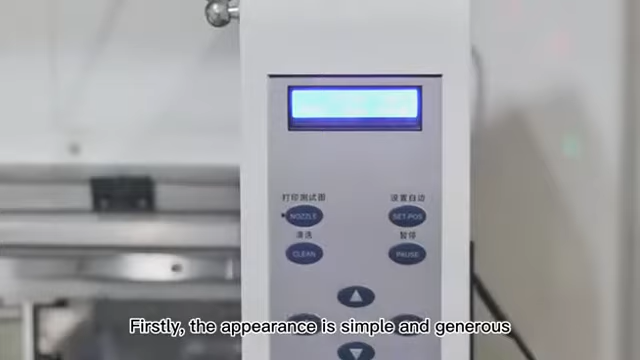 打印测试图
设置自动
NOZZLE
SET-POS
清洗
暂停
CLEAN
PAUSE
Firstly, the appearance is simple and generous